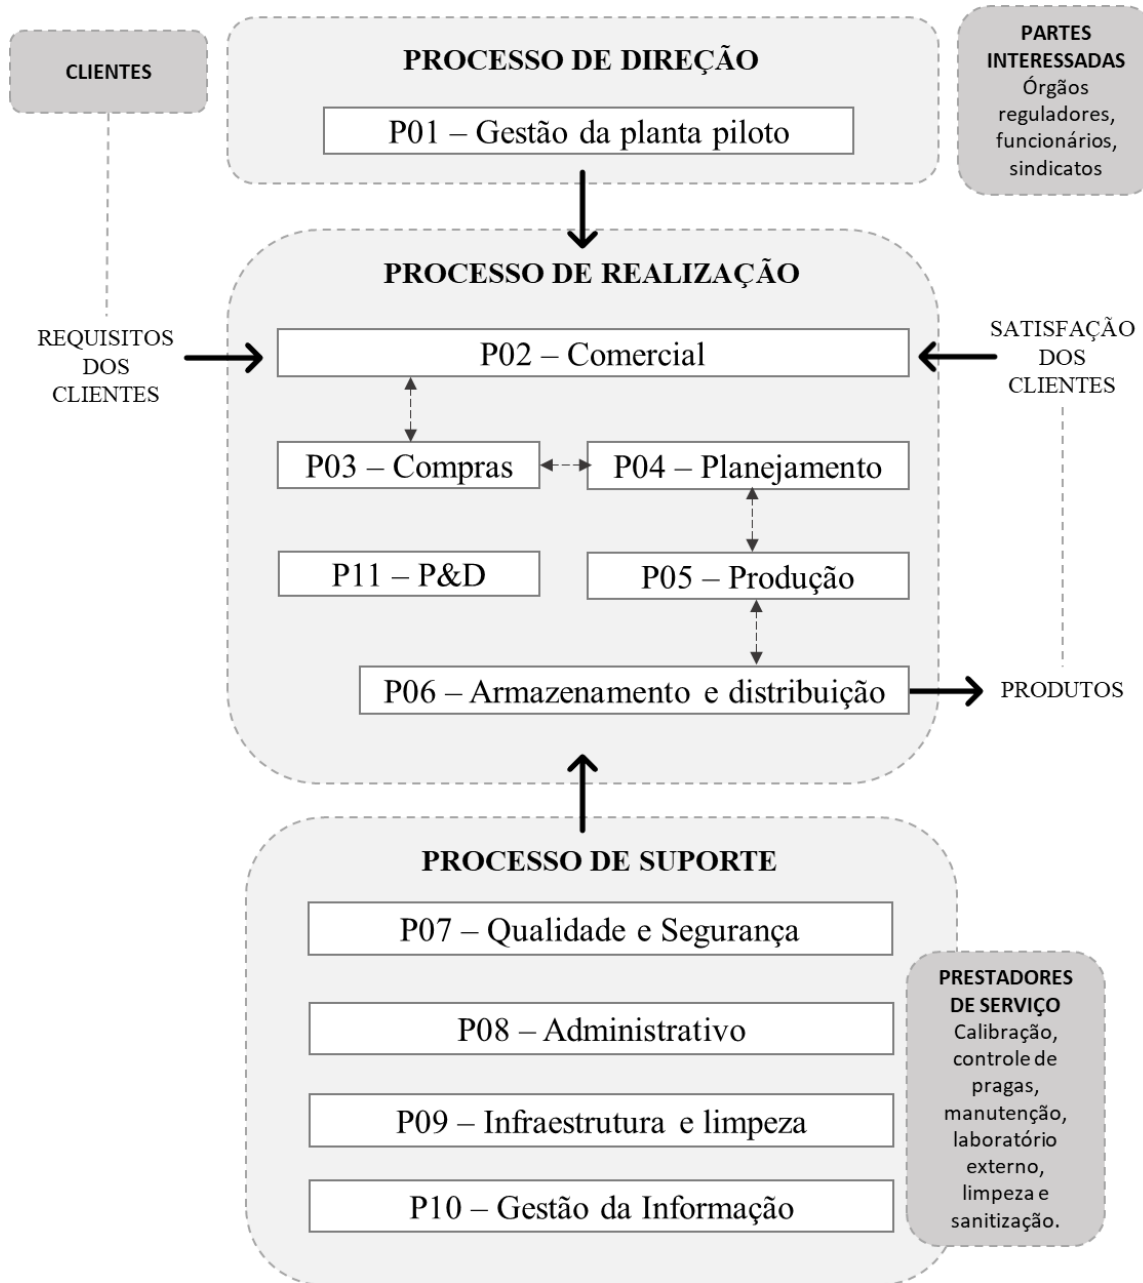 CLIENTES
PROCESSO DE DIREÇÃO
P01 – Gestão da planta piloto
PARTES
INTERESSADAS
Órgãos
reguladores,
funcionários,
sindicatos
PROCESSO DE REALIZAÇÃO
REQUISITOS
DOS
CLIENTES
P02 – Comercial
SATISFAÇÃO
DOS
CLIENTES
P03 – Compras
P04 – Planejamento
P11 – P&D
P05 – Produção
P06 – Armazenamento e distribuição
PRODUTOS
PROCESSO DE SUPORTE
P07 – Qualidade e Segurança
P08 – Administrativo
P09 – Infraestrutura e limpeza
P10 – Gestão da Informação
PRESTADORES
DE SERVIÇO
Calibração,
controle de
pragas,
manutenção,
laboratório
externo,
limpeza e
sanitização.